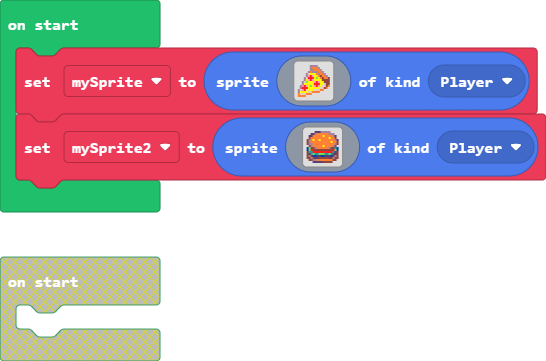 on start
set mySprite to sprite of kind Player
set mySprite2 to sprite of kind Player
on start